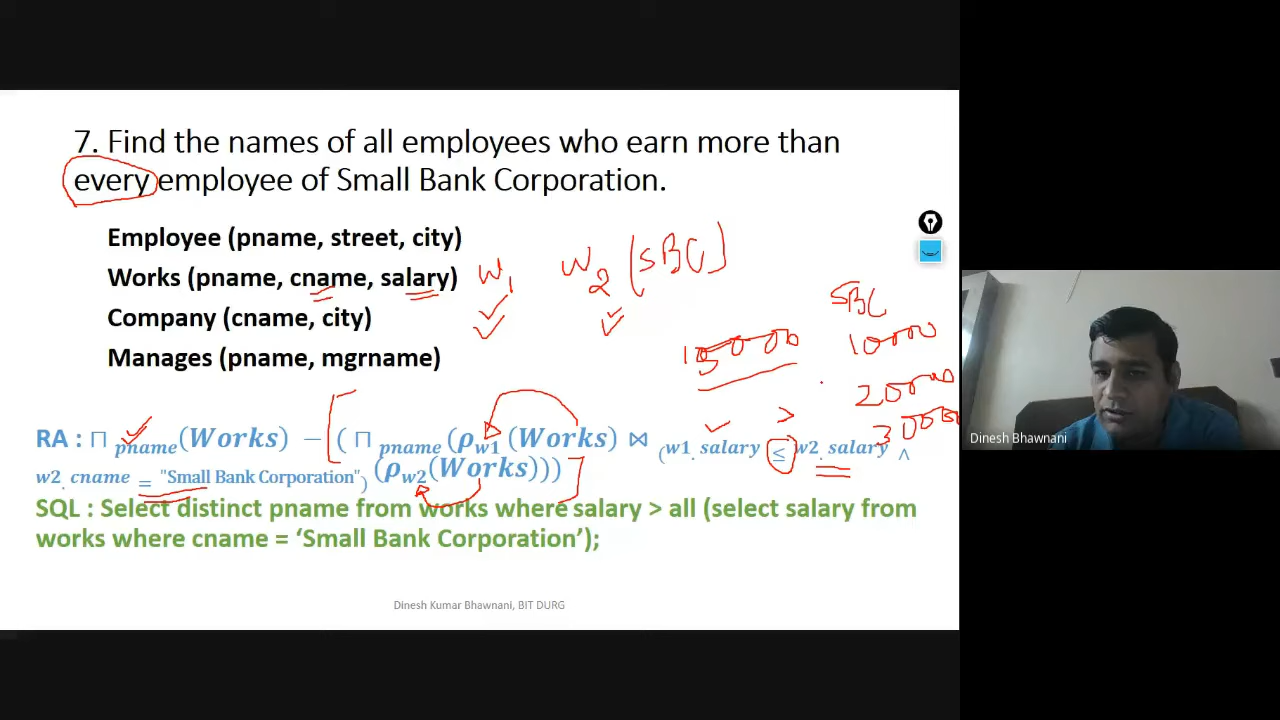 7. Find the names of all employees who earn more than
every employee of Small Bank Corporation.
Employee (pname, street, city)
Works (pname, cname, salary)
W1 W2 (SBC)
Company (cname, city)
Manages (pname, mgrname)
SBC
10000
20000
30000
>
RA : Π pname(Works) − (Π pname (ρw1 (Works) ⋈ (w1.salary ≤ w2.salary ∧
w2.cname = "Small Bank Corporation") (ρw2(Works)))
SQL : Select distinct pname from works where salary > all (select salary from
works where cname = ‘Small Bank Corporation’);
Dinesh Kumar Bhawnani, BIT DURG
Dinesh Bhawnani